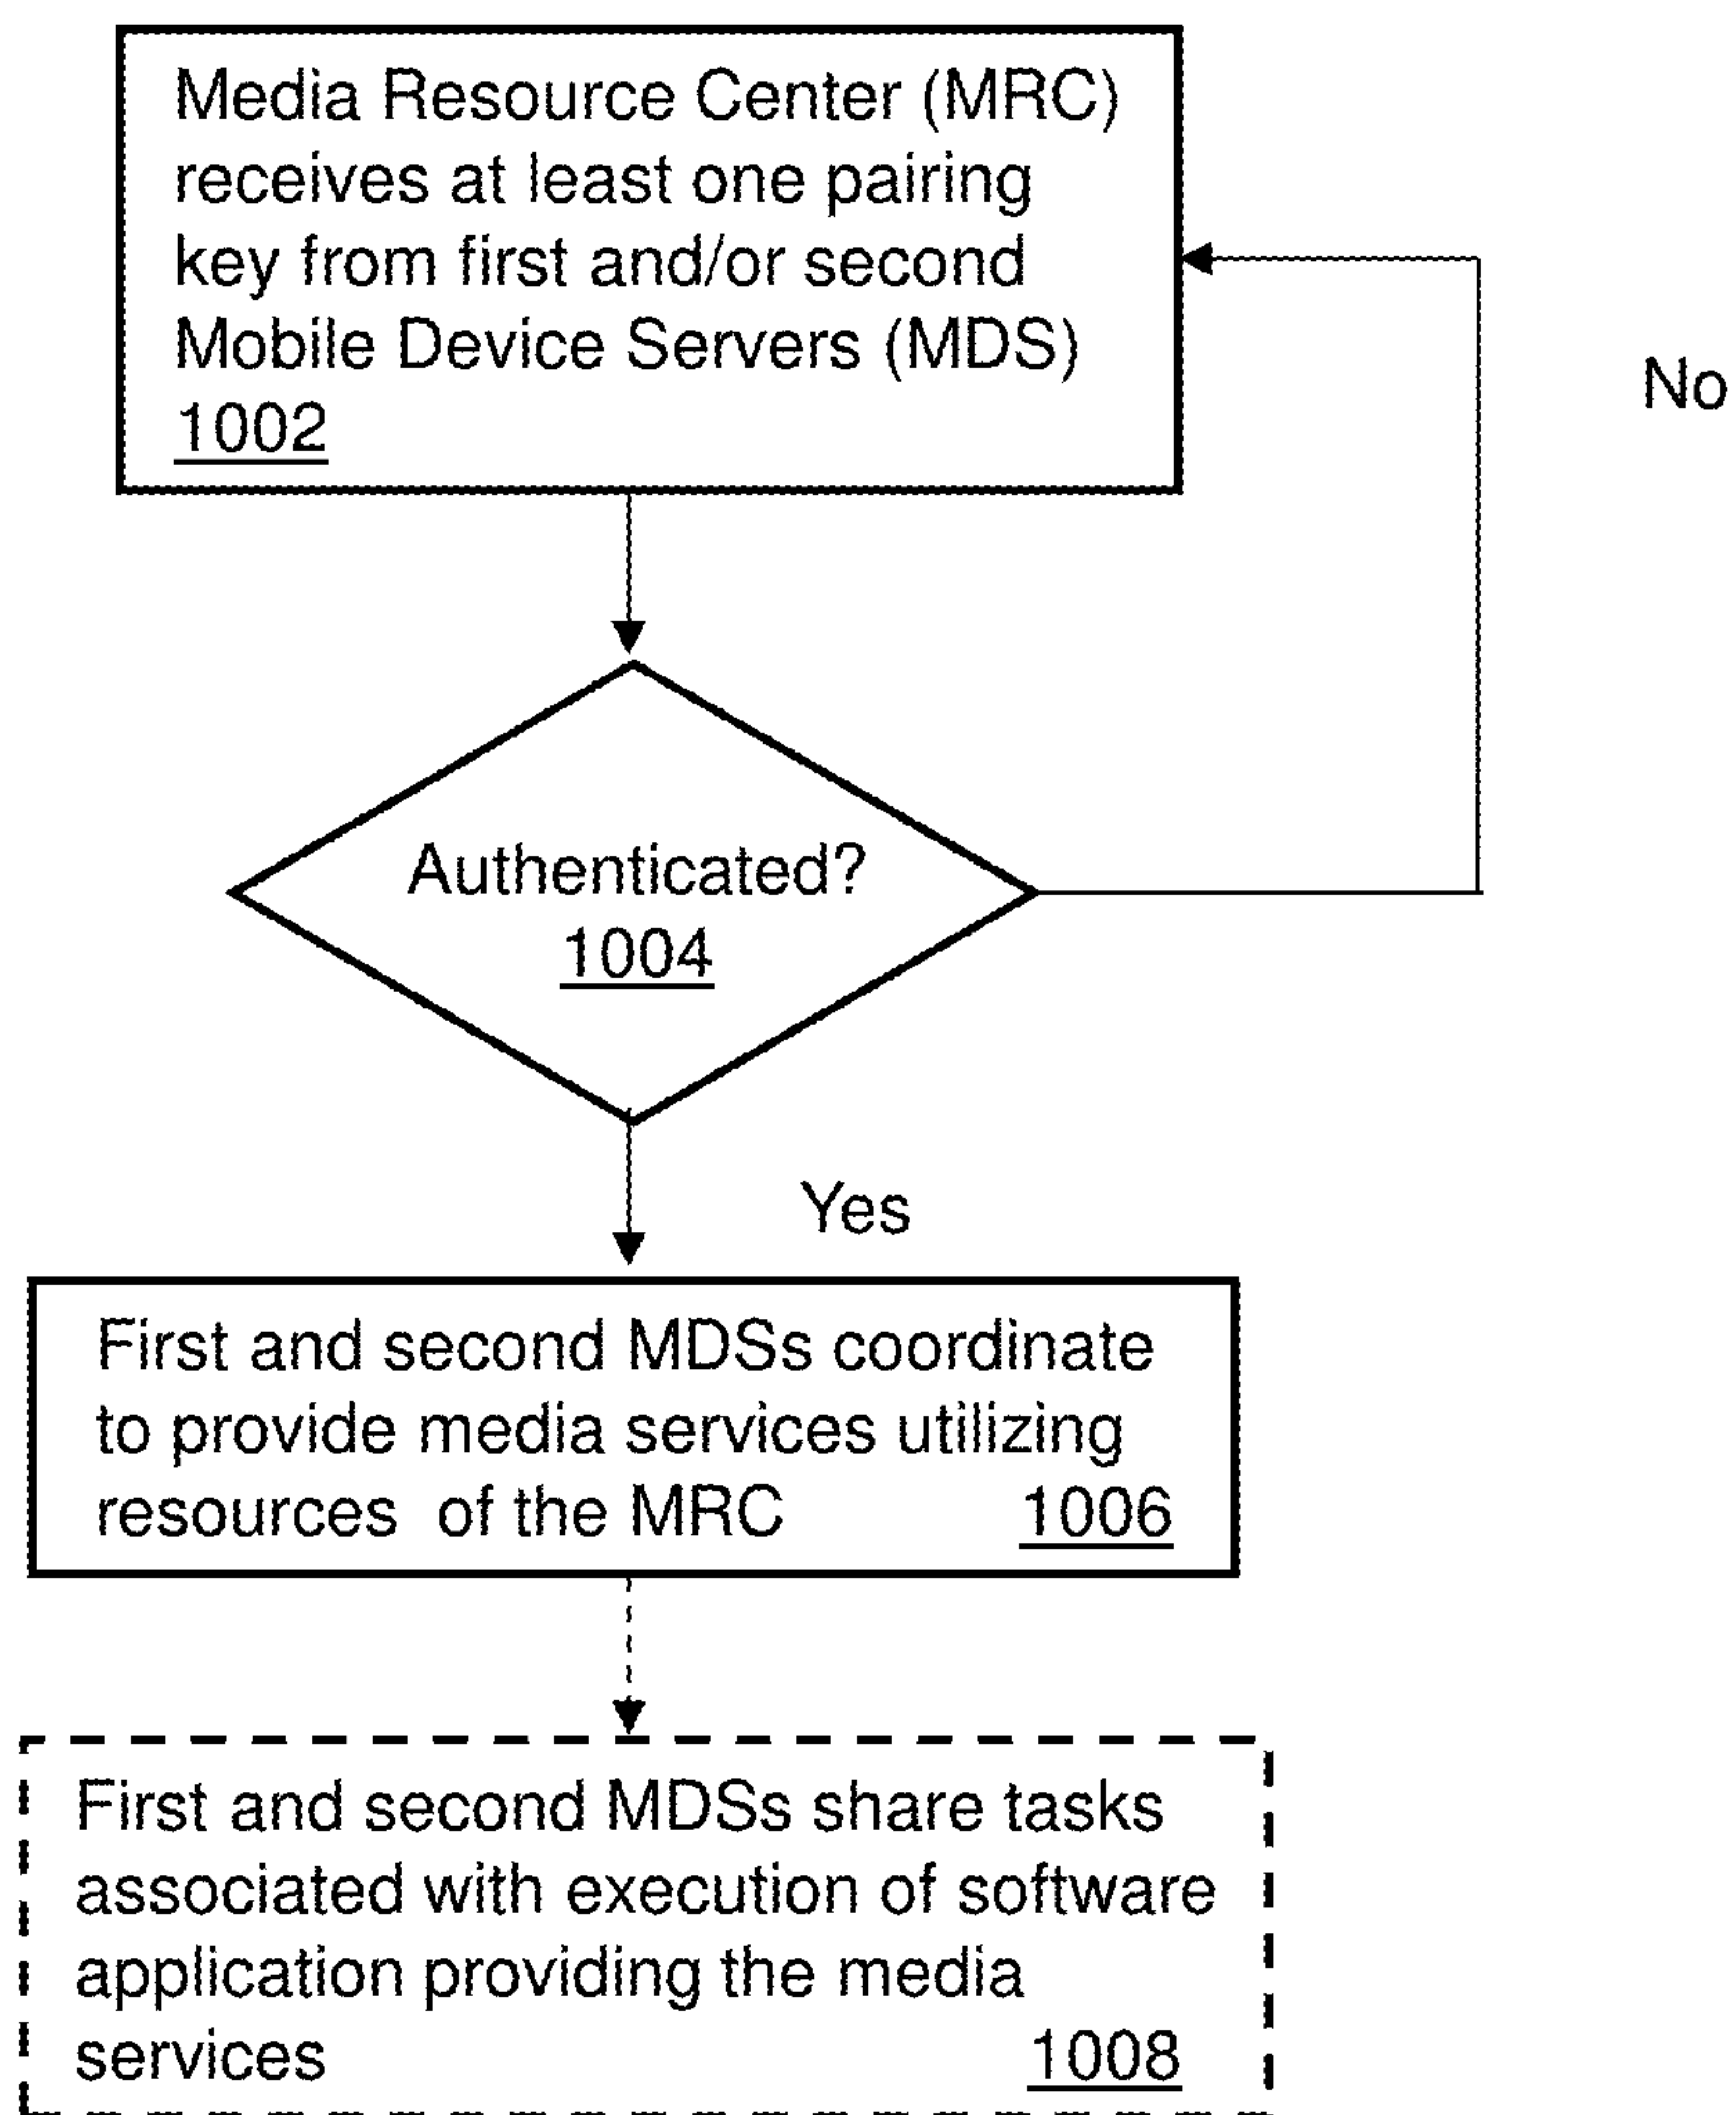 Media Resource Center (MRC)
receives at least one pairing
key from first and/or second
Mobile Device Servers (MDS)
1002
No
Authenticated?
1004
Yes
First and second MDSs coordinate
to provide media services utilizing
resources of the MRC 1006
First and second MDSs share tasks
associated with execution of software
application providing the media
services 1008